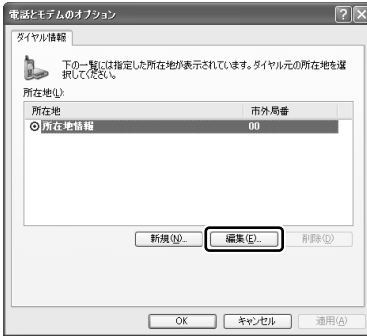 電話とモデムのオプション
ダイヤル情報
下の一覧には指定した所在地が表示されています。ダイヤル元の所在地を選
択してください。
所在地(L):
所在地 市外局番
所在地情報 00
新規(N)... 編集(E)... 削除(D)
OK キャンセル 適用(A)